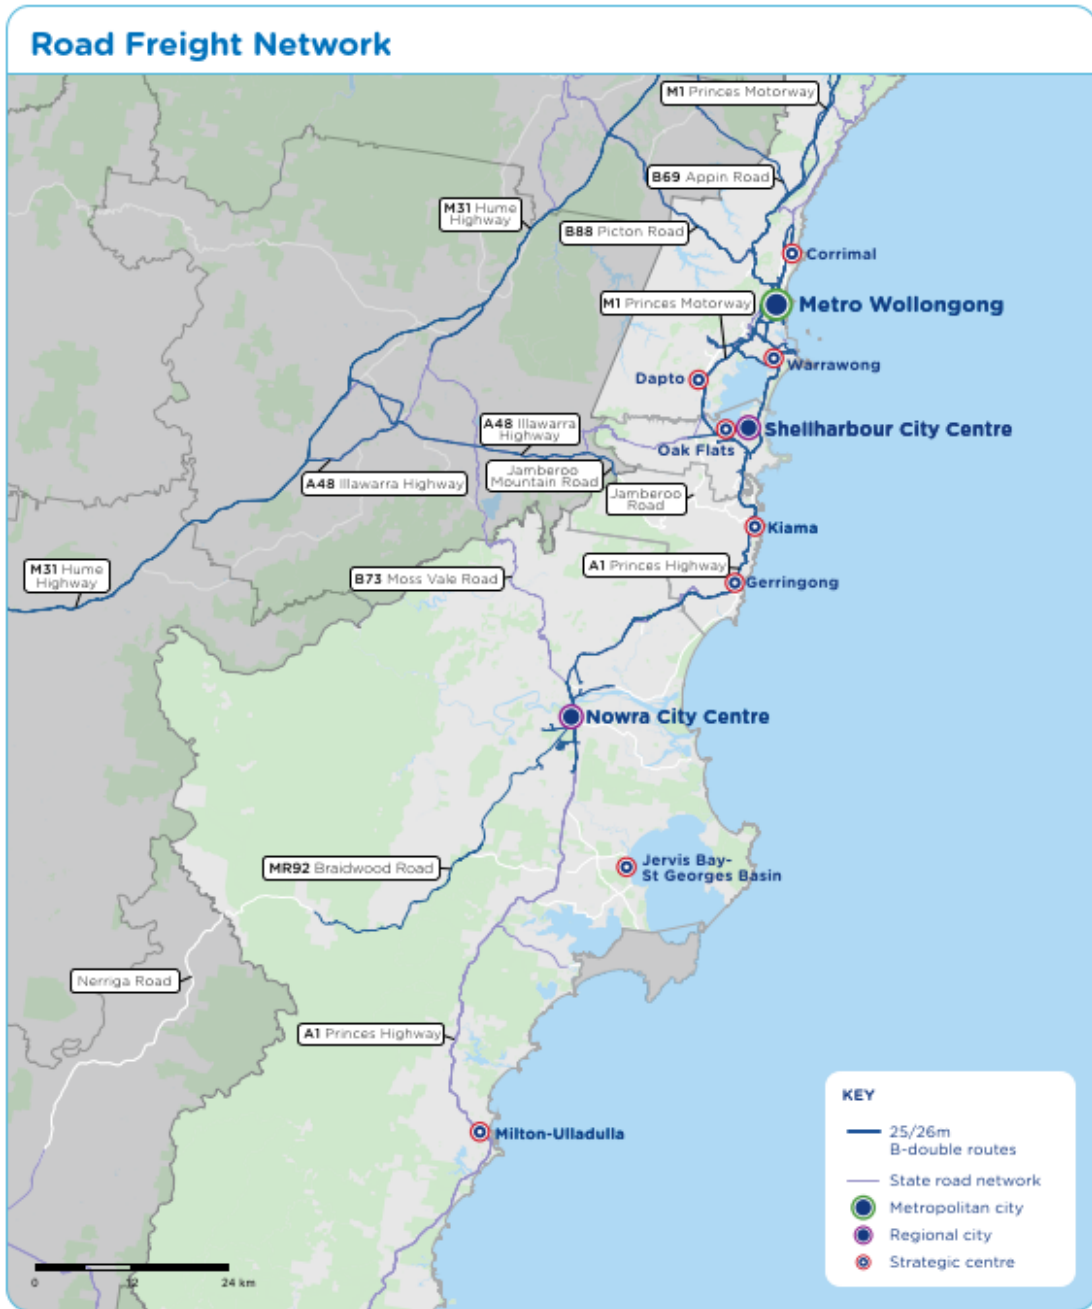 Road Freight Network
M1 Princes Motorway
B69 Appin Road
M31 Hume
Highway
B88 Picton Road
Corrimal
M1 Princes Motorway
Metro Wollongong
Warrawong
Dapto
A48 Illawarra
Highway
Shellharbour City Centre
Oak Flats
A48 Illawarra Highway
Jamberoo
Mountain Road
Jamberoo
Road
Kiama
M31 Hume
Highway
B73 Moss Vale Road
A1 Princes Highway
Gerringong
Nowra City Centre
MR92 Braidwood Road
Jervis Bay-
St Georges Basin
Nerriga Road
A1 Princes Highway
Milton-Ulladulla
KEY
25/26m
B-double routes
State road network
Metropolitan city
Regional city
Strategic centre
0
12
24 km